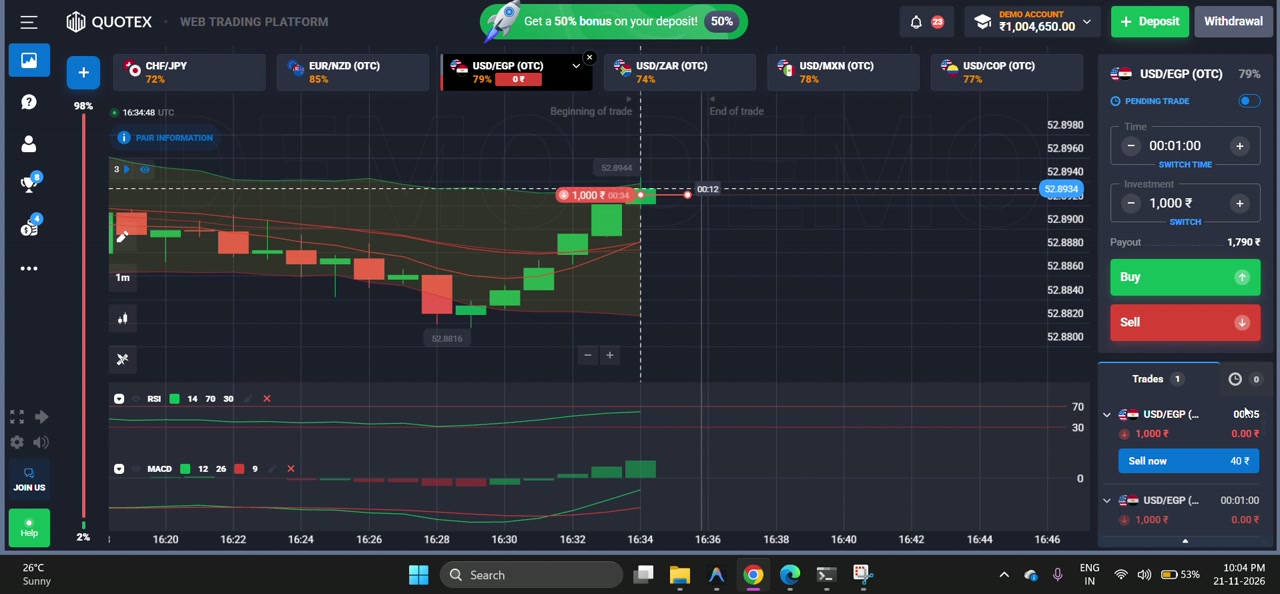 QUOTEX
WEB TRADING PLATFORM
Get a 50% bonus on your deposit!
50%
23
DEMO ACCOUNT
₹1,004,650.00
+ Deposit
Withdrawal
+
CHF/JPY
72%
EUR/NZD (OTC)
85%
USD/EGP (OTC)
79%
0 ₹
USD/ZAR (OTC)
74%
USD/MXN (OTC)
78%
USD/COP (OTC)
77%
98%
16:34:48 UTC
PAIR INFORMATION
3
Beginning of trade
End of trade
52.8944
1,000 ₹ 00:34
00:12
52.8816
1m
52.8980
52.8960
52.8940
52.8934
52.8900
52.8880
52.8860
52.8840
52.8820
52.8800
RSI 14 70 30
70
30
MACD 12 26 9
0
16:20 16:22 16:24 16:26 16:28 16:30 16:32 16:34 16:36 16:38 16:40 16:42 16:44 16:46
2%
8
4
JOIN US
Help
USD/EGP (OTC) 79%
PENDING TRADE
Time
00:01:00
SWITCH TIME
Investment
1,000 ₹
SWITCH
Payout 1,790 ₹
Buy
Sell
Trades 1
0
USD/EGP (...
1,000 ₹ 0.00 ₹
Sell now 40 ₹
USD/EGP (... 00:01:00
1,000 ₹ 0.00 ₹
26°C
Sunny
Search
ENG
IN
53%
10:04 PM
21-11-2026